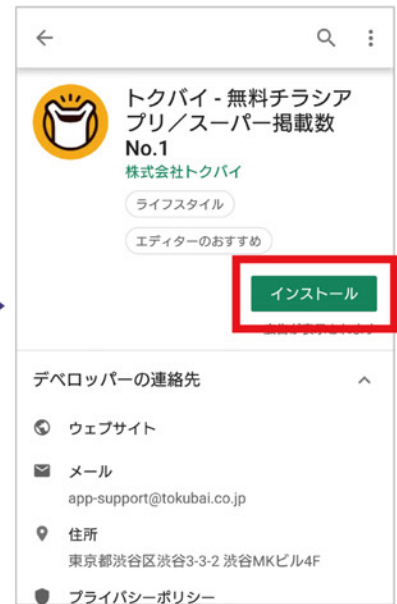 トクバイ - 無料チラシア
プリ／スーパー掲載数
No.1
株式会社トクバイ
ライフスタイル
エディターのおすすめ
インストール
デベロッパーの連絡先
ウェブサイト
メール
app-support@tokubai.co.jp
住所
東京都渋谷区渋谷3-3-2 渋谷MKビル4F
プライバシーポリシー